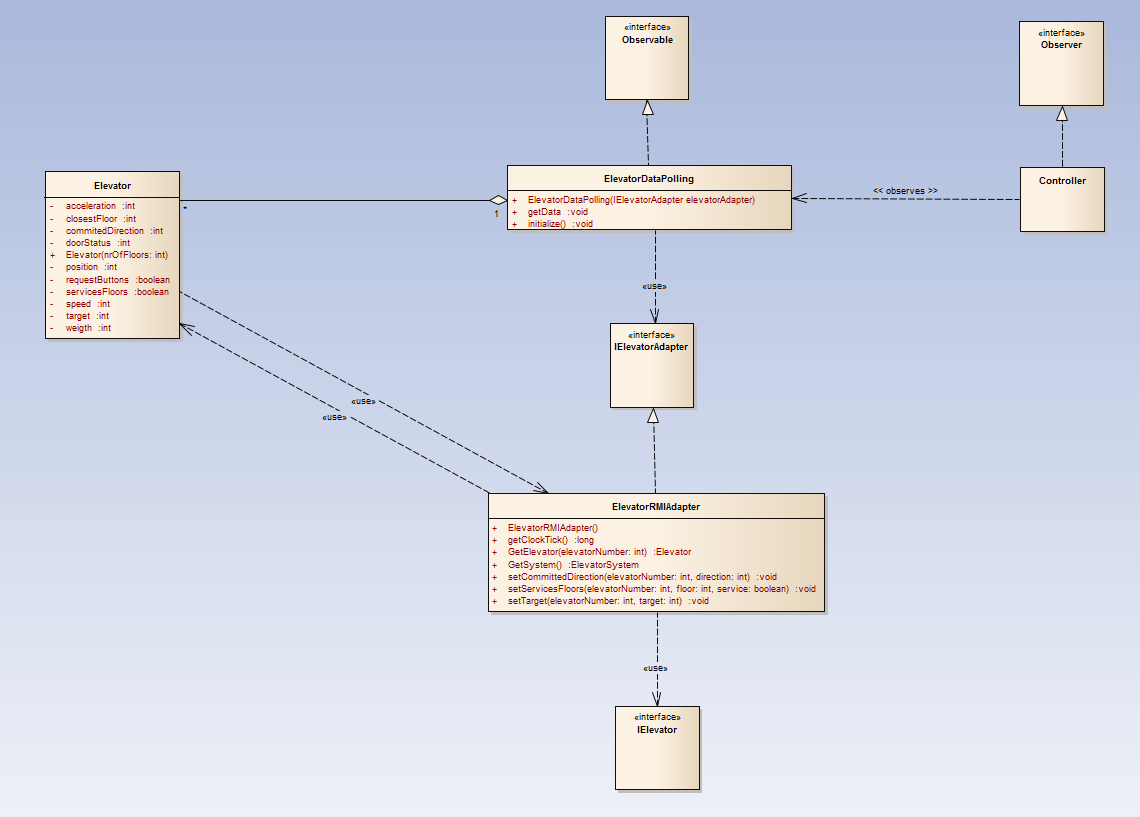 «interface»
Observable
«interface»
Observer
Elevator
- acceleration :int
- closestFloor :int
- commitedDirection :int
- doorStatus :int
+ Elevator(nrOfFloors: int)
- position :int
- requestButtons :boolean
- servicesFloors :boolean
- speed :int
- target :int
- weigth :int
*
1
ElevatorDataPolling
+ ElevatorDataPolling(IElevatorAdapter elevatorAdapter)
+ getData :void
+ initialize() :void
<< observes >>
Controller
«use»
«interface»
IElevatorAdapter
«use»
«use»
ElevatorRMIAdapter
+ ElevatorRMIAdapter()
+ getClockTick() :long
+ GetElevator(elevatorNumber: int) :Elevator
+ GetSystem() :ElevatorSystem
+ setCommittedDirection(elevatorNumber: int, direction: int) :void
+ setServicesFloors(elevatorNumber: int, floor: int, service: boolean) :void
+ setTarget(elevatorNumber: int, target: int) :void
«use»
«interface»
IElevator